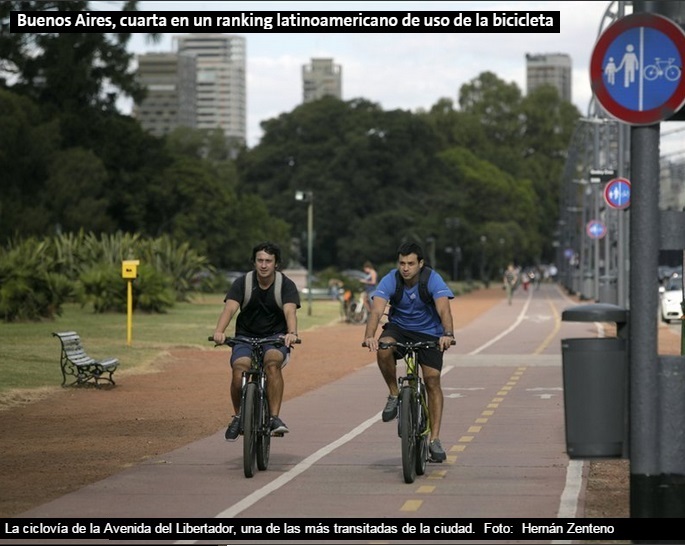 Buenos Aires, cuarta en un ranking latinoamericano de uso de la bicicleta
La ciclovía de la Avenida del Libertador, una de las más transitadas de la ciudad. Foto: Hernán Zenteno